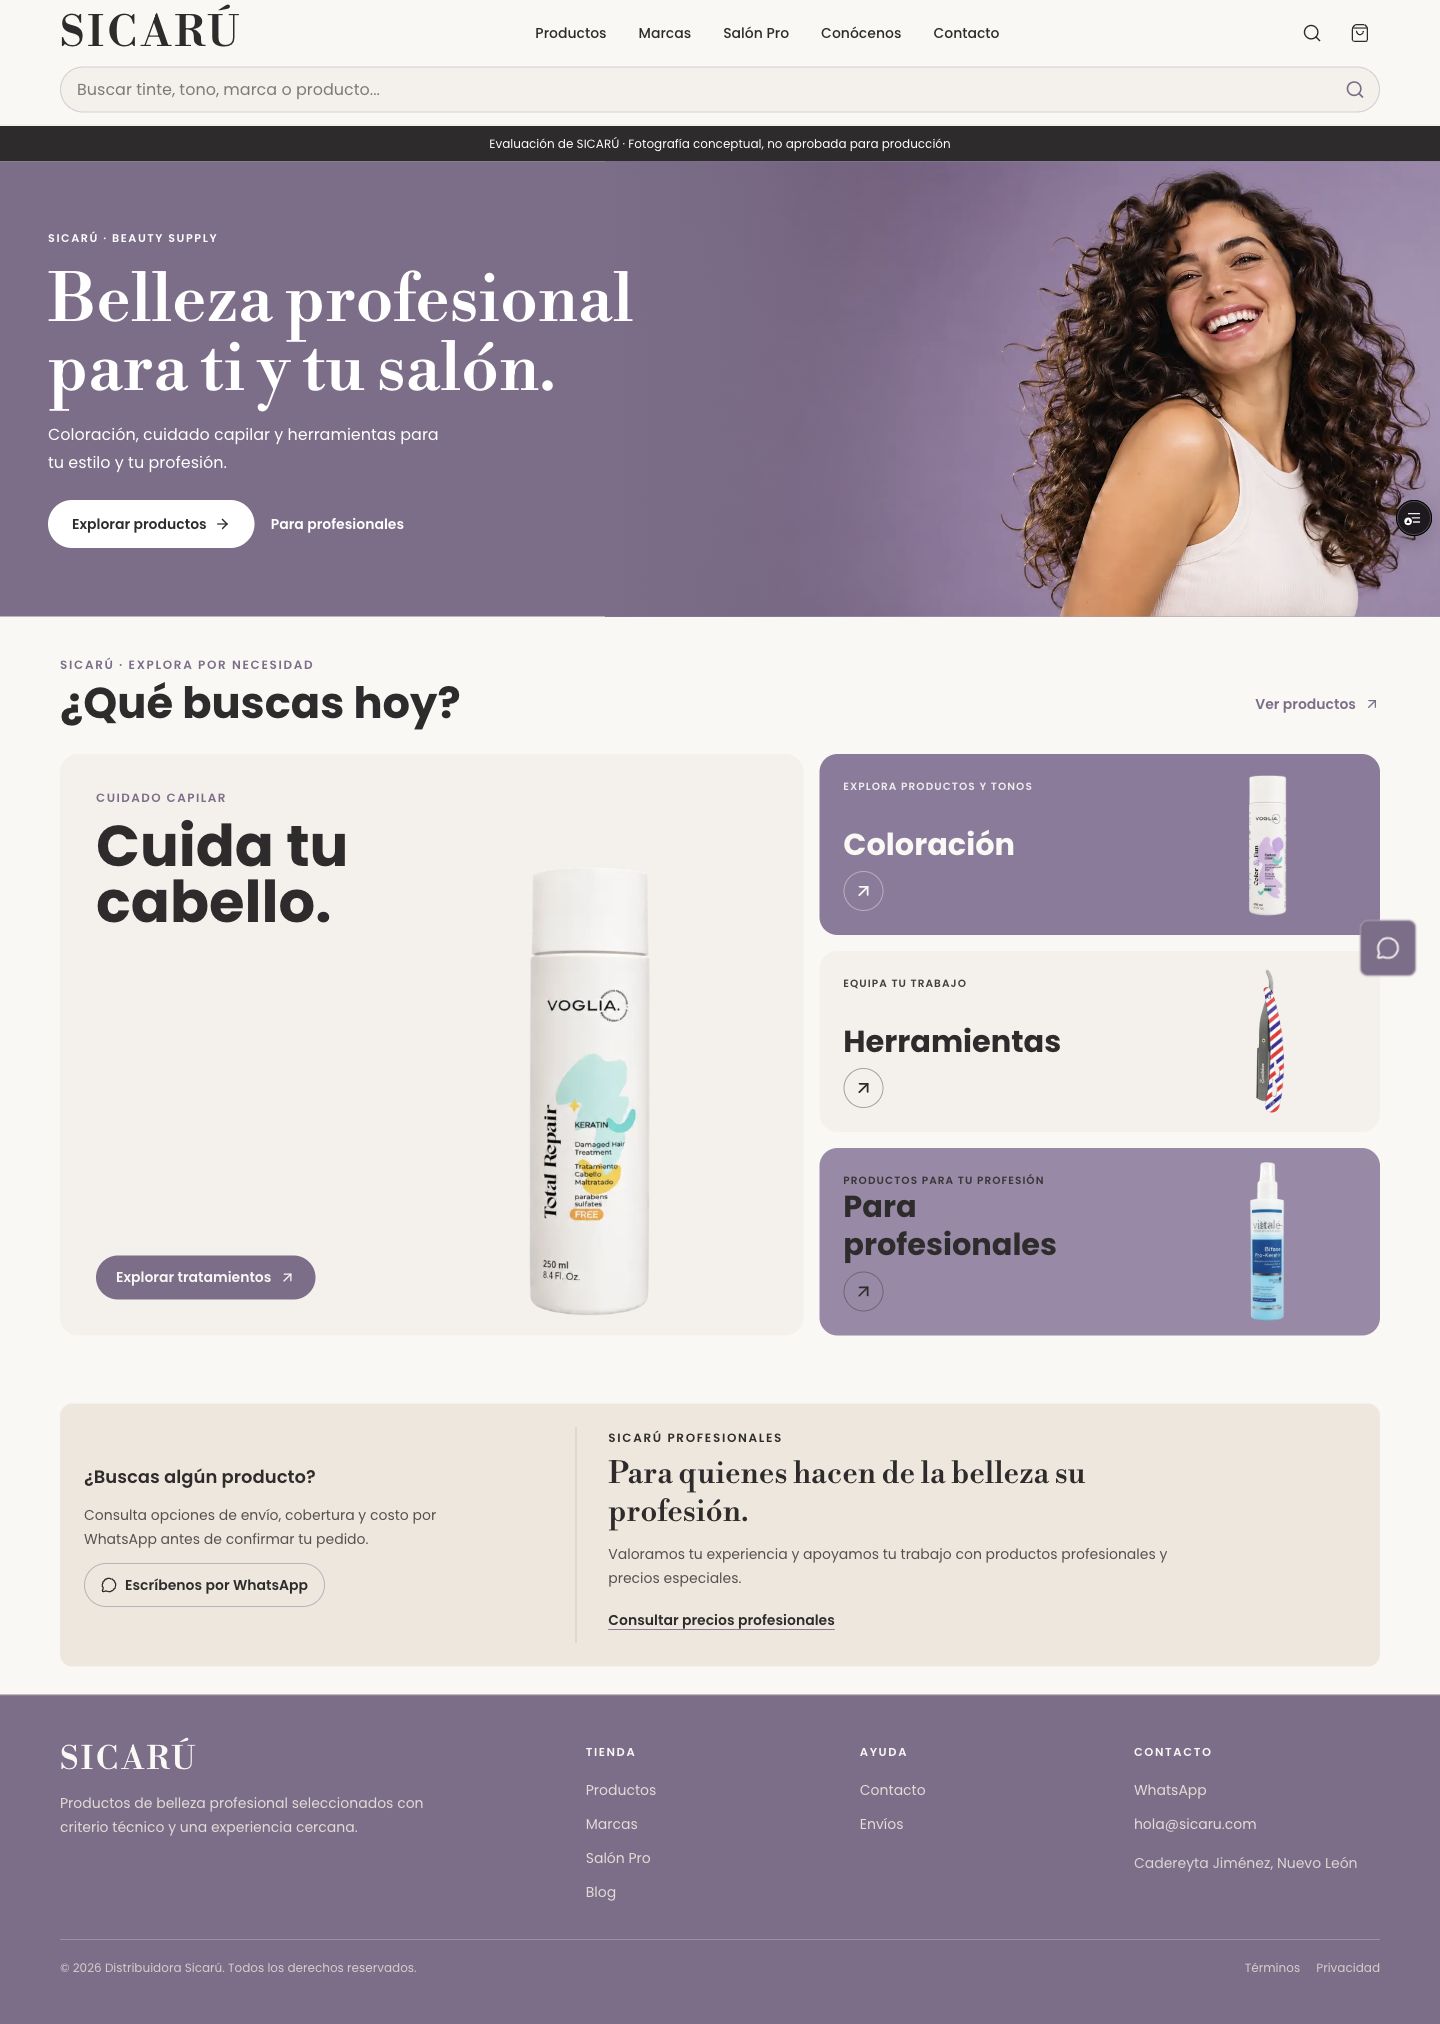 SICARÚ
Productos Marcas Salón Pro Conócenos Contacto
Buscar tinte, tono, marca o producto...
Evaluación de SICARÚ · Fotografía conceptual, no aprobada para producción
SICARÚ · BEAUTY SUPPLY
Belleza profesional
para ti y tu salón.
Coloración, cuidado capilar y herramientas para
tu estilo y tu profesión.
Explorar productos Para profesionales
SICARÚ · EXPLORA POR NECESIDAD
¿Qué buscas hoy?
Ver productos
CUIDADO CAPILAR
Cuida tu
cabello.
VOGLIA.
Total Repair
KERATIN
Damaged Hair
Treatment
Tratamiento
Cabello
Maltratado
parabens
sulfates
FREE
250 ml
8.4 Fl. Oz.
Explorar tratamientos
EXPLORA PRODUCTOS Y TONOS
Coloración
VOGLIA.
EQUIPA TU TRABAJO
Herramientas
PRODUCTOS PARA TU PROFESIÓN
Para
profesionales
Biface
Pro-Keratin
¿Buscas algún producto?
Consulta opciones de envío, cobertura y costo por
WhatsApp antes de confirmar tu pedido.
Escríbenos por WhatsApp
SICARÚ PROFESIONALES
Para quienes hacen de la belleza su
profesión.
Valoramos tu experiencia y apoyamos tu trabajo con productos profesionales y
precios especiales.
Consultar precios profesionales
SICARÚ
Productos de belleza profesional seleccionados con
criterio técnico y una experiencia cercana.
TIENDA
Productos
Marcas
Salón Pro
Blog
AYUDA
Contacto
Envíos
CONTACTO
WhatsApp
hola@sicaru.com
Cadereyta Jiménez, Nuevo León
© 2026 Distribuidora Sicarú. Todos los derechos reservados.
Términos Privacidad